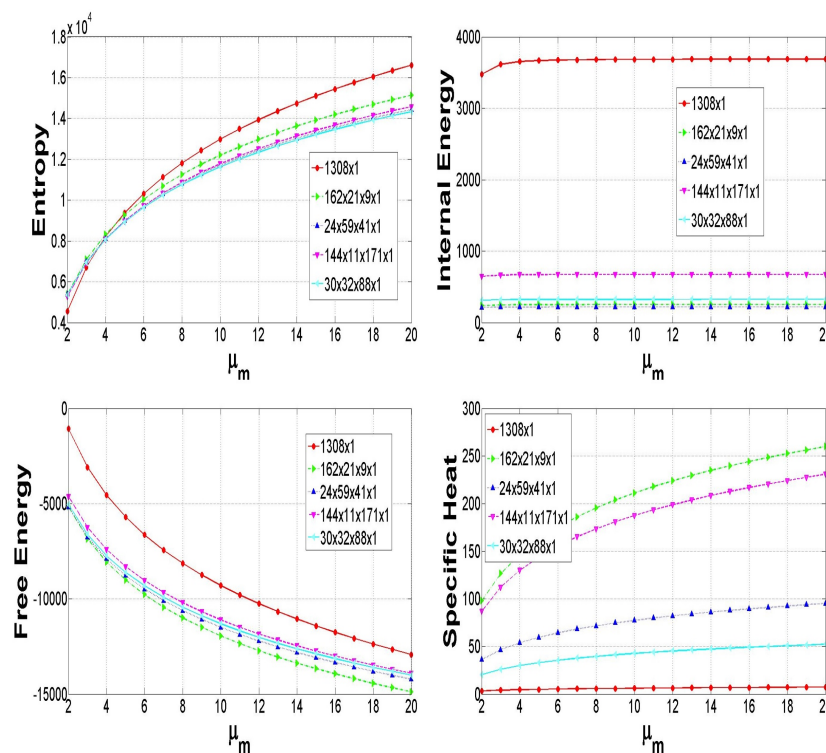 1.8 x 10⁴
1.6
1.4
1.2
1
0.8
0.6
0.4
2 4 6 8 10 12 14 16 18 20
Entropy
μm
1308x1
162x21x9x1
24x59x41x1
144x11x171x1
30x32x88x1
4000
3000
2000
1000
0
2 4 6 8 10 12 14 16 18 20
Internal Energy
μm
1308x1
162x21x9x1
24x59x41x1
144x11x171x1
30x32x88x1
0
-5000
-10000
-15000
2 4 6 8 10 12 14 16 18 20
Free Energy
μm
1308x1
162x21x9x1
24x59x41x1
144x11x171x1
30x32x88x1
300
250
200
150
100
50
0
2 4 6 8 10 12 14 16 18 20
Specific Heat
μm
1308x1
162x21x9x1
24x59x41x1
144x11x171x1
30x32x88x1